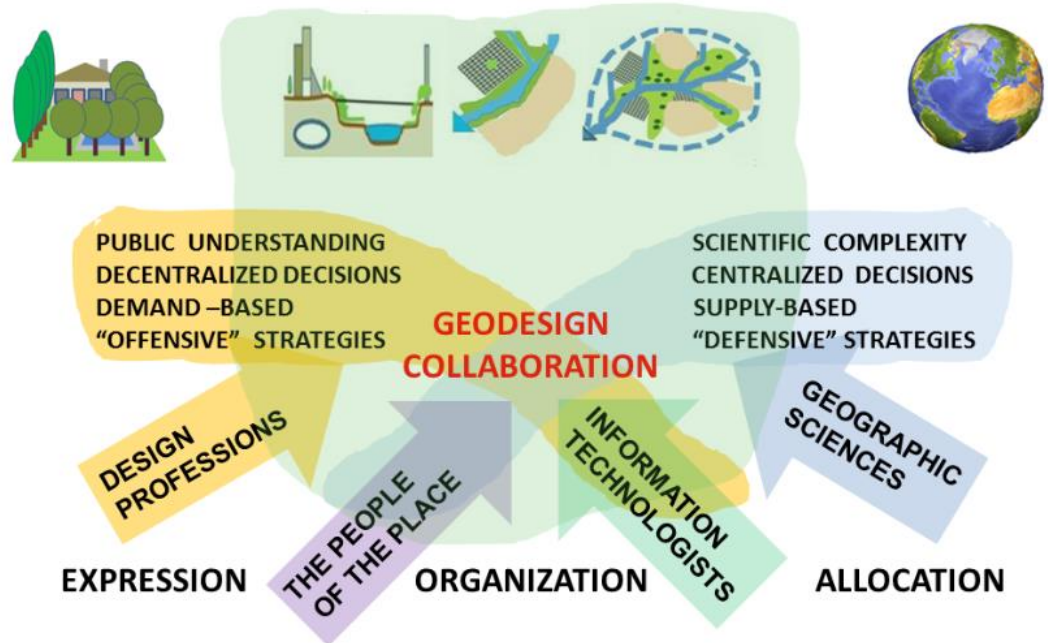 PUBLIC UNDERSTANDING
DECENTRALIZED DECISIONS
DEMAND –BASED
“OFFENSIVE” STRATEGIES
SCIENTIFIC COMPLEXITY
CENTRALIZED DECISIONS
SUPPLY-BASED
“DEFENSIVE” STRATEGIES
GEODESIGN
COLLABORATION
DESIGN
PROFESSIONS
THE PEOPLE
OF THE PLACE
INFORMATION
TECHNOLOGISTS
GEOGRAPHIC
SCIENCES
EXPRESSION
ORGANIZATION
ALLOCATION